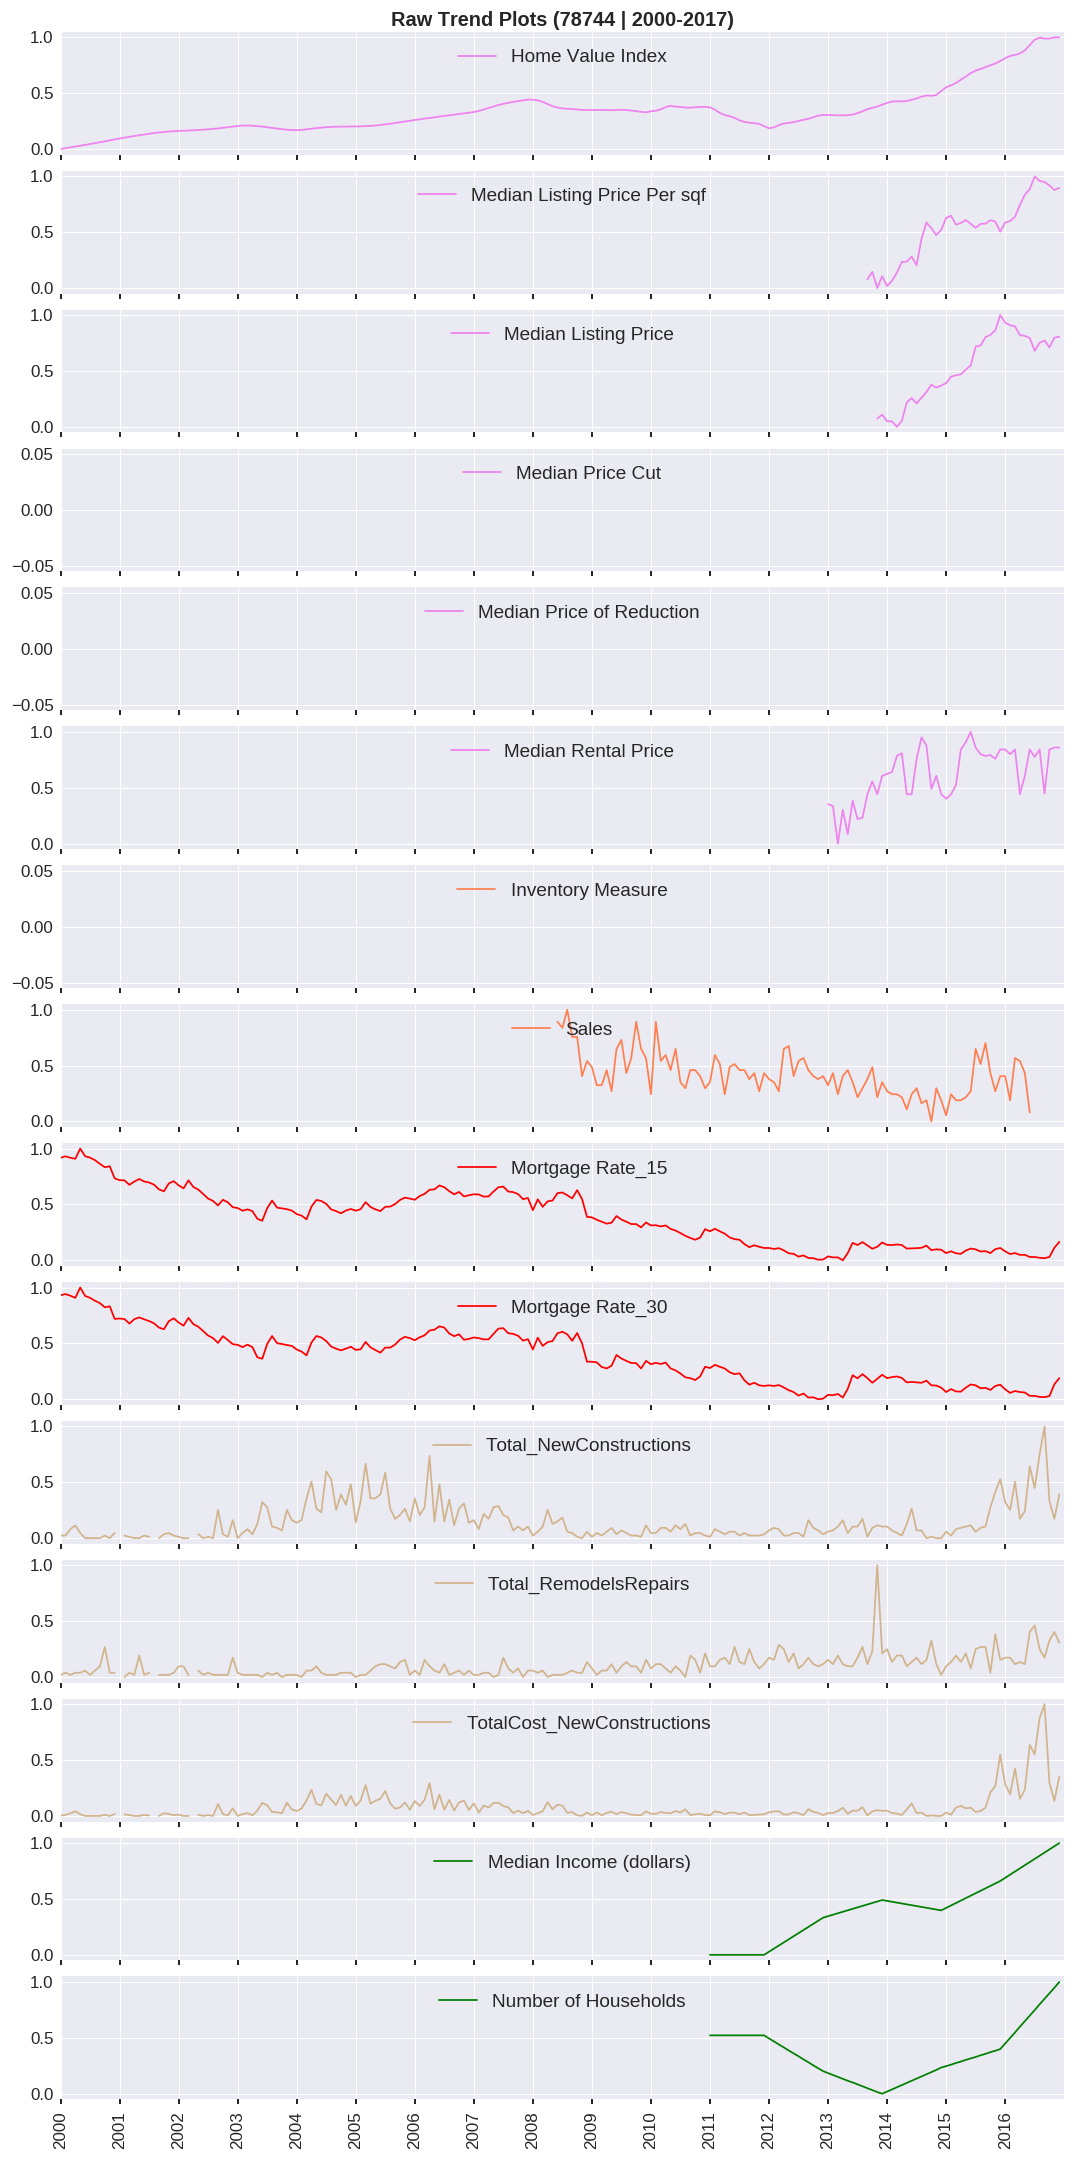 Raw Trend Plots (78744 | 2000-2017)
1.0
Home Value Index
0.5
0.0
1.0
Median Listing Price Per sqf
0.5
0.0
1.0
Median Listing Price
0.5
0.0
0.05
Median Price Cut
0.00
−0.05
0.05
Median Price of Reduction
0.00
−0.05
1.0
Median Rental Price
0.5
0.0
0.05
Inventory Measure
0.00
−0.05
1.0
Sales
0.5
0.0
1.0
Mortgage Rate_15
0.5
0.0
1.0
Mortgage Rate_30
0.5
0.0
1.0
Total_NewConstructions
0.5
0.0
1.0
Total_RemodelsRepairs
0.5
0.0
1.0
TotalCost_NewConstructions
0.5
0.0
1.0
Median Income (dollars)
0.5
0.0
1.0
Number of Households
0.5
0.0
2000 2001 2002 2003 2004 2005 2006 2007 2008 2009 2010 2011 2012 2013 2014 2015 2016